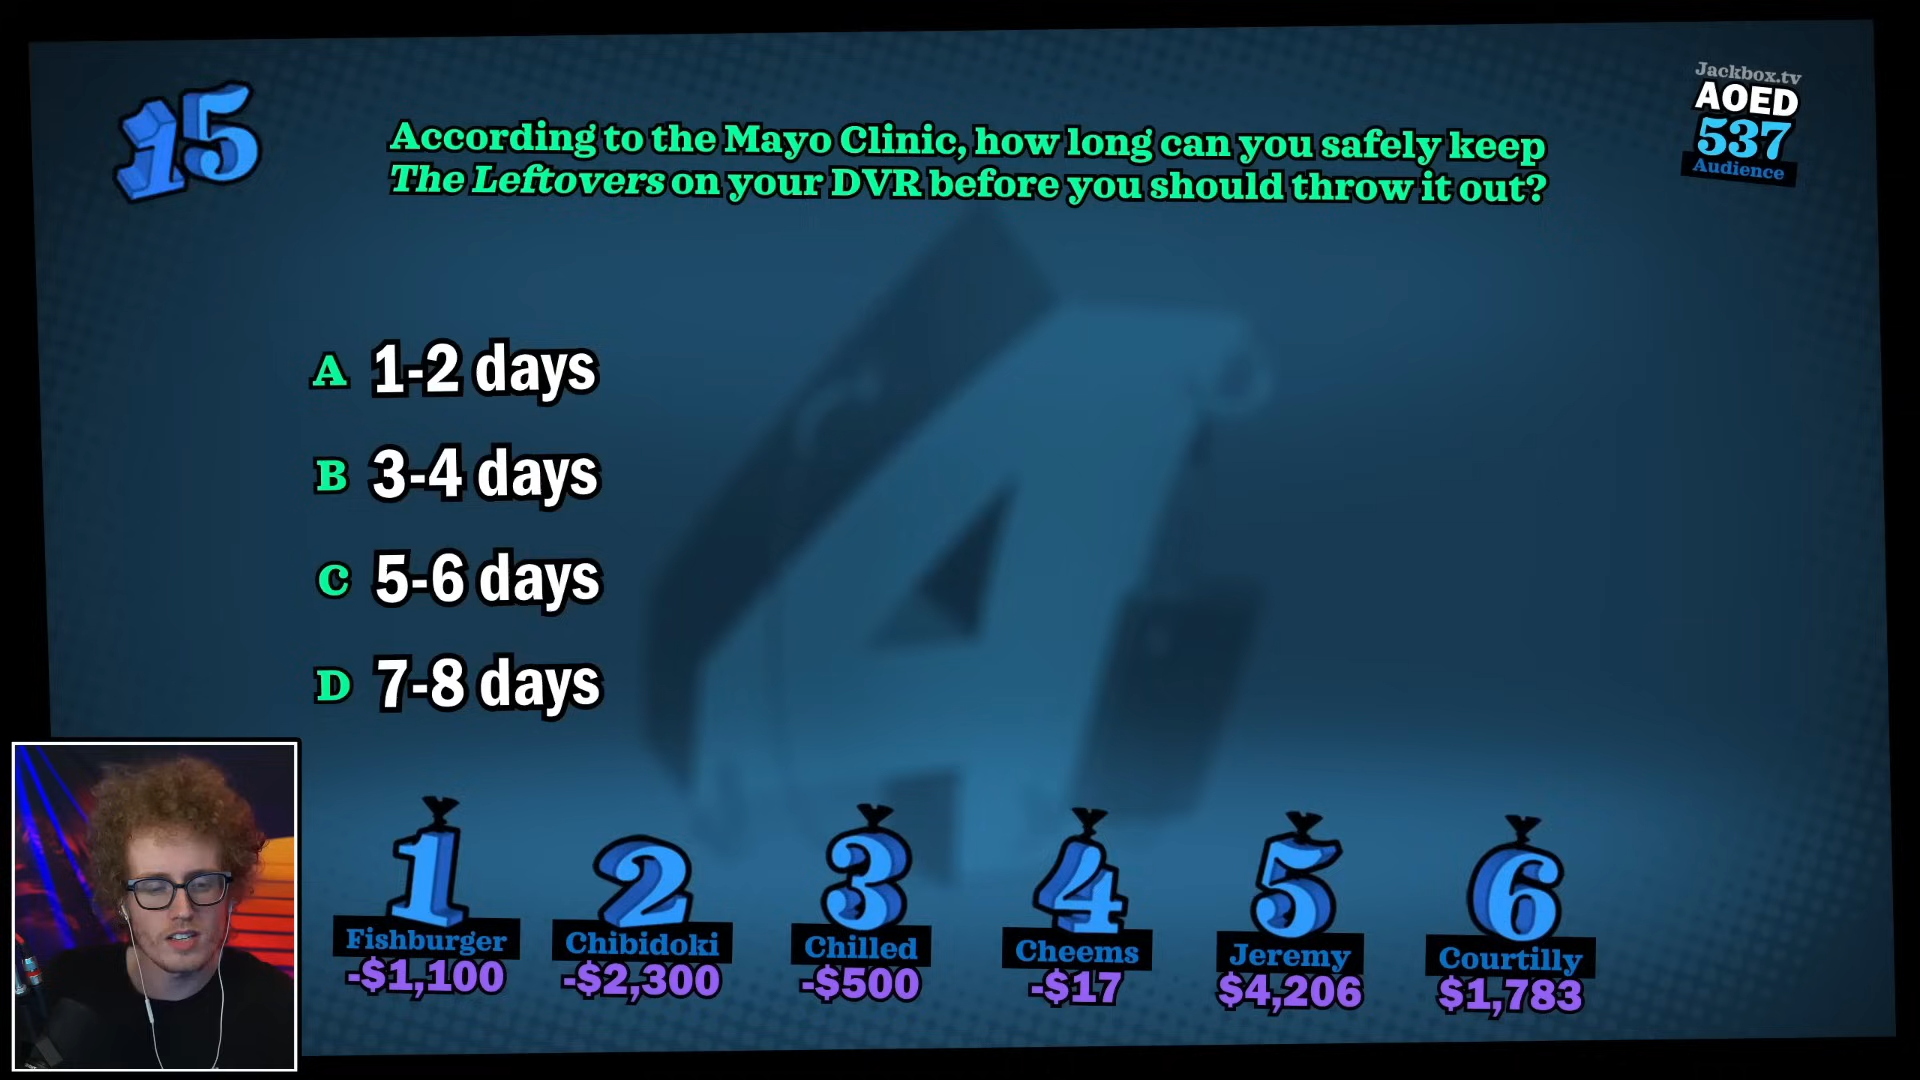 15
According to the Mayo Clinic, how long can you safely keep
The Leftovers on your DVR before you should throw it out?
Jackbox.tv
AOED
537
Audience
A 1-2 days
B 3-4 days
C 5-6 days
D 7-8 days
4
1 2 3 4 5 6
Fishburger Chibidoki Chilled Cheems Jeremy Courtilly
-$1,100 -$2,300 -$500 -$17 $4,206 $1,783